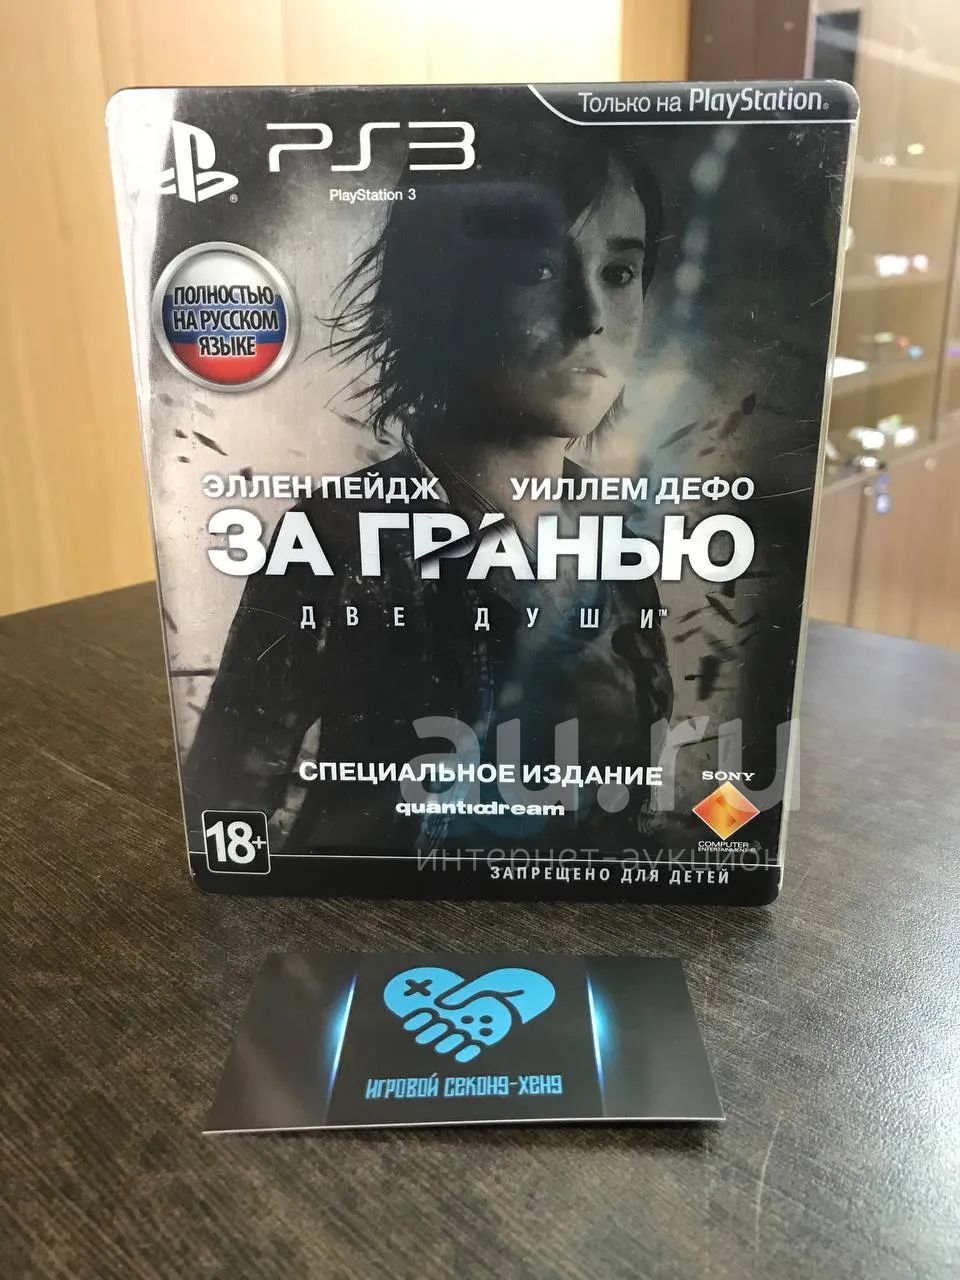 Только на PlayStation®
PS3®
PlayStation 3
ПОЛНОСТЬЮ
НА РУССКОМ
ЯЗЫКЕ
ЭЛЛЕН ПЕЙДЖ УИЛЛЕМ ДЕФО
ЗА ГРАНЬЮ
ДВЕ ДУШИ™
au.ru
интернет-аукцион
СПЕЦИАЛЬНОЕ ИЗДАНИЕ
quanticdream
SONY
COMPUTER
ENTERTAINMENT®
18+
ЗАПРЕЩЕНО ДЛЯ ДЕТЕЙ
ИГРОВОЙ СЕКОНД-ХЕНД